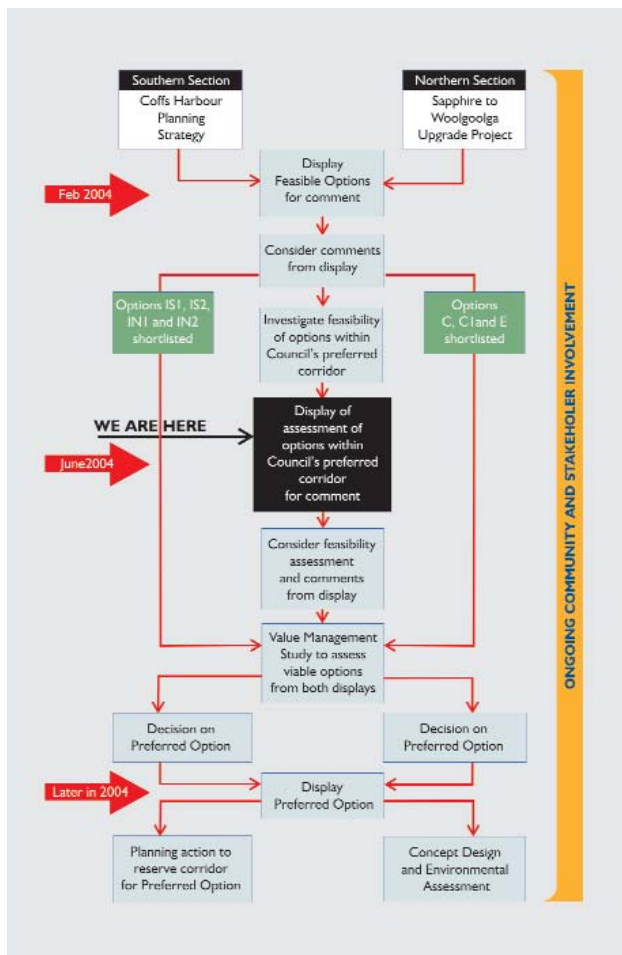 Southern Section
Coffs Harbour
Planning
Strategy
Northern Section
Sapphire to
Woolgoolga
Upgrade Project
Display
Feasible Options
for comment
Feb 2004
Consider comments
from display
Options IS1, IS2,
IN1 and IN2
shortlisted
Investigate feasibility
of options within
Council's preferred
corridor
Options
C, C1and E
shortlisted
WE ARE HERE
Display of
assessment of
options within
Council's preferred
corridor
for comment
June2004
Consider feasibility
assessment
and comments
from display
Value Management
Study to assess
viable options
from both displays
Decision on
Preferred Option
Decision on
Preferred Option
Later in 2004
Display
Preferred Option
Planning action to
reserve corridor
for Preferred Option
Concept Design
and Environmental
Assessment
ONGOING COMMUNITY AND STAKEHOLER INVOLVEMENT